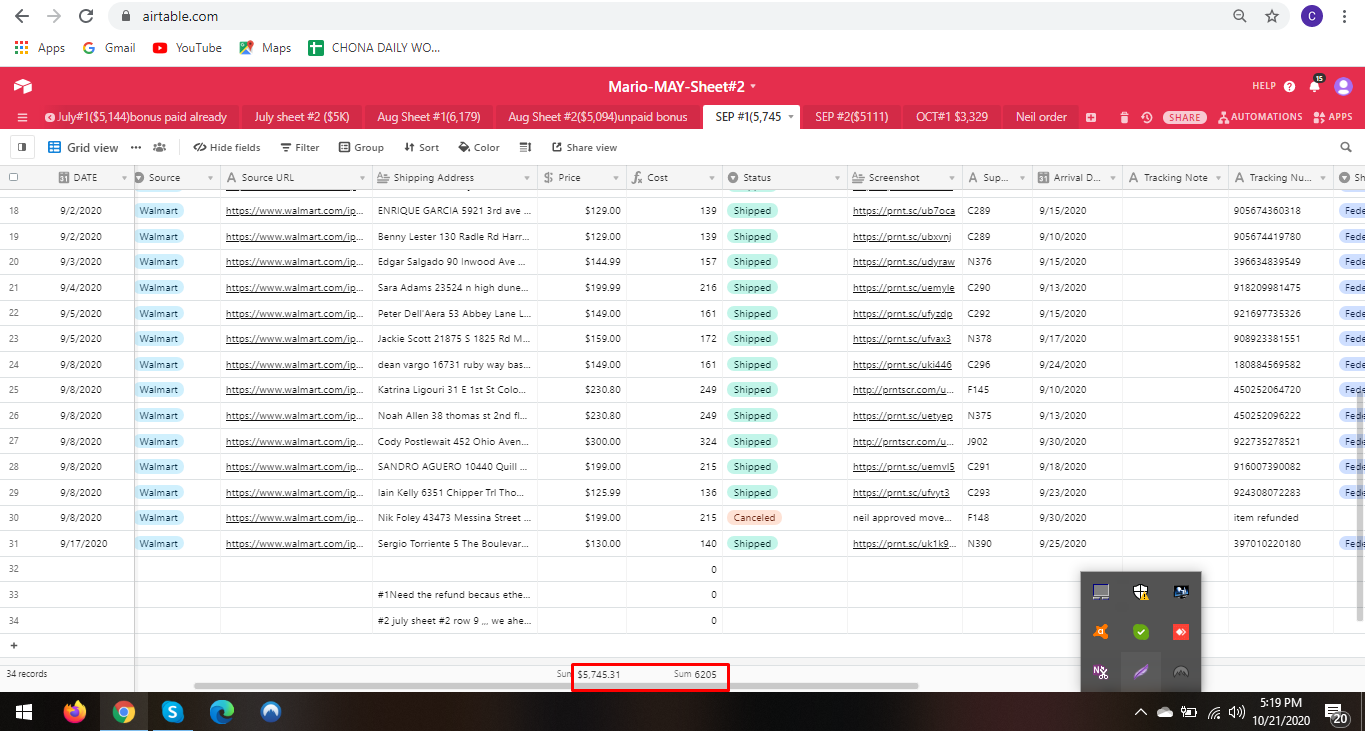 airtable.com
C
Apps Gmail YouTube Maps CHONA DAILY WO...
Mario-MAY-Sheet#2
HELP 15
July#1($5,144)bonus paid already July sheet #2 ($5K) Aug Sheet #1(6,179) Aug Sheet #2($5,094)unpaid bonus SEP #1(5,745 SEP #2($5111) OCT#1 $3,329 Neil order SHARE AUTOMATIONS APPS
Grid view Hide fields Filter Group Sort Color Share view
DATE Source Source URL Shipping Address Price Cost Status Screenshot Sup... Arrival D... Tracking Note Tracking Nu... Sh
18 9/2/2020 Walmart https://www.walmart.com/ip... ENRIQUE GARCIA 5921 3rd ave ... $129.00 139 Shipped https://prnt.sc/ub7oca C289 9/15/2020 905674360318 Fede
19 9/2/2020 Walmart https://www.walmart.com/ip... Benny Lester 130 Radle Rd Harr... $129.00 139 Shipped https://prnt.sc/ubxvnj C289 9/10/2020 905674419780 Fede
20 9/3/2020 Walmart https://www.walmart.com/ip... Edgar Salgado 90 Inwood Ave ... $144.99 157 Shipped https://prnt.sc/udyraw N376 9/15/2020 396634839549 Fede
21 9/4/2020 Walmart https://www.walmart.com/ip... Sara Adams 23524 n high dune... $199.99 216 Shipped https://prnt.sc/uemyle C290 9/13/2020 918209981475 Fede
22 9/5/2020 Walmart https://www.walmart.com/ip... Peter Dell'Aera 53 Abbey Lane L... $149.00 161 Shipped https://prnt.sc/ufyzdp C292 9/15/2020 921697735326 Fede
23 9/5/2020 Walmart https://www.walmart.com/ip... Jackie Scott 21875 S 1825 Rd M... $159.00 172 Shipped https://prnt.sc/ufvax3 N378 9/17/2020 908923381551 Fede
24 9/8/2020 Walmart https://www.walmart.com/ip... dean vargo 16731 ruby way bas... $149.00 161 Shipped https://prnt.sc/uki446 C296 9/24/2020 180884569582 Fede
25 9/8/2020 Walmart https://www.walmart.com/ip... Katrina Ligouri 31 E 1st St Colo... $230.80 249 Shipped http://prntscr.com/u... F145 9/10/2020 450252064720 Fede
26 9/8/2020 Walmart https://www.walmart.com/ip... Noah Allen 38 thomas st 2nd fl... $230.80 249 Shipped https://prnt.sc/uetyep N375 9/13/2020 450252096222 Fede
27 9/8/2020 Walmart https://www.walmart.com/ip... Cody Postlewait 452 Ohio Aven... $300.00 324 Shipped http://prntscr.com/u... J902 9/30/2020 922735278521 Fede
28 9/8/2020 Walmart https://www.walmart.com/ip... SANDRO AGUERO 10440 Quill ... $199.00 215 Shipped https://prnt.sc/uemvl5 C291 9/18/2020 916007390082 Fede
29 9/8/2020 Walmart https://www.walmart.com/ip... Iain Kelly 6351 Chipper Trl Tho... $125.99 136 Shipped https://prnt.sc/ufvyt3 C293 9/23/2020 924308072283 Fede
30 9/8/2020 Walmart https://www.walmart.com/ip... Nik Foley 43473 Messina Street ... $199.00 215 Canceled neil approved move... F148 9/30/2020 item refunded
31 9/17/2020 Walmart https://www.walmart.com/ip... Sergio Torriente 5 The Boulevar... $130.00 140 Shipped https://prnt.sc/uk1k9... N390 9/25/2020 397010220180 Fede
32 0
33 #1Need the refund becaus ethe... 0
34 #2 july sheet #2 row 9 ,,, we ahe... 0
34 records Sum $5,745.31 Sum 6205
5:19 PM
10/21/2020
20